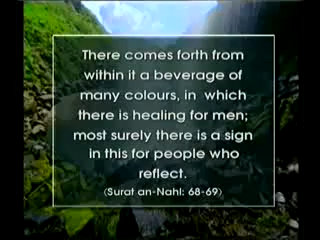 There comes forth from
within it a beverage of
many colours, in which
there is healing for men;
most surely there is a sign
in this for people who
reflect.
(Surat an-Nahl: 68-69)